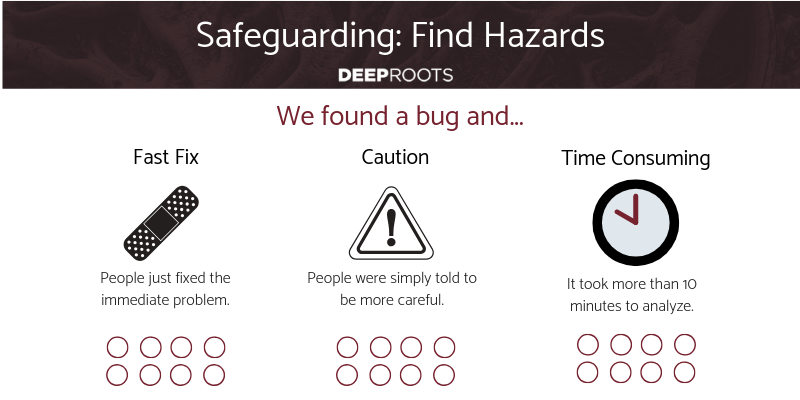 Safeguarding: Find Hazards
DEEPROOTS
We found a bug and...
Fast Fix
Caution
Time Consuming
People just fixed the
immediate problem.
People were simply told to
be more careful.
It took more than 10
minutes to analyze.